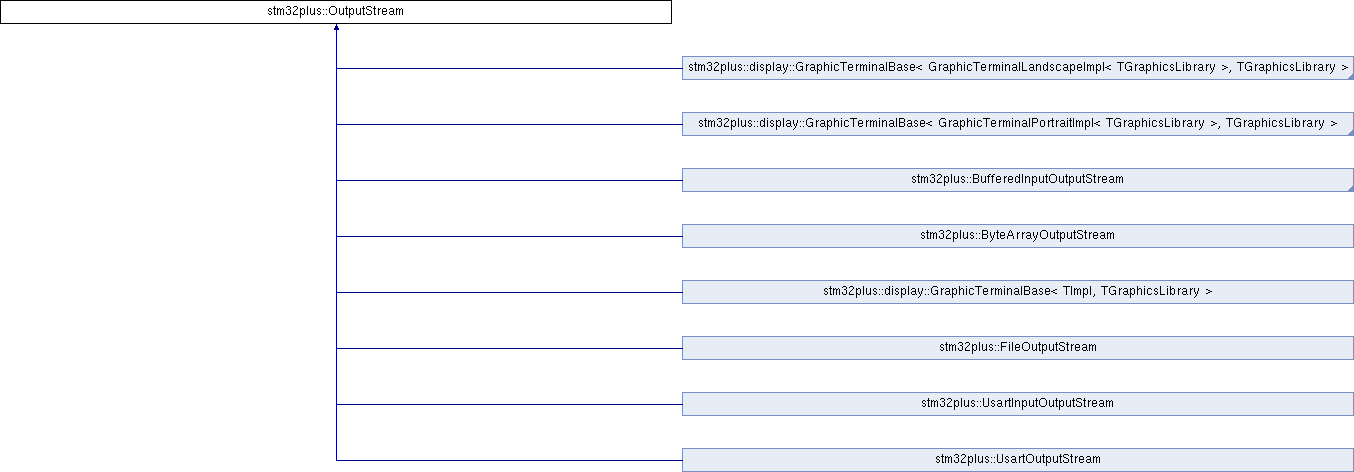 stm32plus::OutputStream
stm32plus::display::GraphicTerminalBase< GraphicTerminalLandscapeImpl< TGraphicsLibrary >, TGraphicsLibrary >
stm32plus::display::GraphicTerminalBase< GraphicTerminalPortraitImpl< TGraphicsLibrary >, TGraphicsLibrary >
stm32plus::BufferedInputOutputStream
stm32plus::ByteArrayOutputStream
stm32plus::display::GraphicTerminalBase< TImpl, TGraphicsLibrary >
stm32plus::FileOutputStream
stm32plus::UsartInputOutputStream
stm32plus::UsartOutputStream